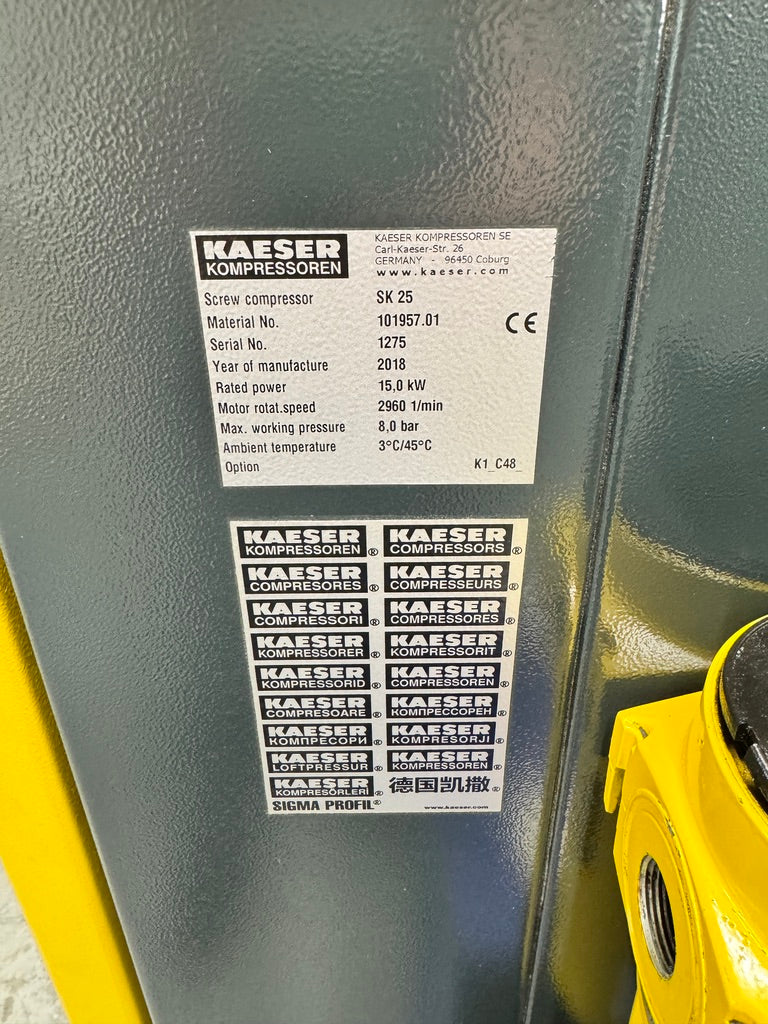 KAESER
KOMPRESSOREN
KAESER KOMPRESSOREN SE
Carl-Kaeser-Str. 26
GERMANY - 96450 Coburg
www.kaeser.com
Screw compressor SK 25
Material No. 101957.01
CE
Serial No. 1275
Year of manufacture 2018
Rated power 15,0 kW
Motor rotat.speed 2960 1/min
Max. working pressure 8,0 bar
Ambient temperature 3°C/45°C
Option K1_C48_
KAESER KAESER
KOMPRESSOREN® COMPRESSORS®
KAESER KAESER
COMPRESORES® COMPRESSEURS®
KAESER KAESER
COMPRESSORI® COMPRESSORES®
KAESER KAESER
KOMPRESSORER® KOMPRESSORIT®
KAESER KAESER
KOMPRESSORID® COMPRESSOREN®
KAESER KAESER
COMPRESOARE® КОМПРЕССОРЕН®
KAESER KAESER
КОМПРЕСОРИ® KOMPRESORJI®
KAESER KAESER
LOFTPRESSUR® KOMPRESSOREN®
KAESER 德国凯撒®
KOMPRESÖRLERİ®
SIGMA PROFIL® www.kaeser.com